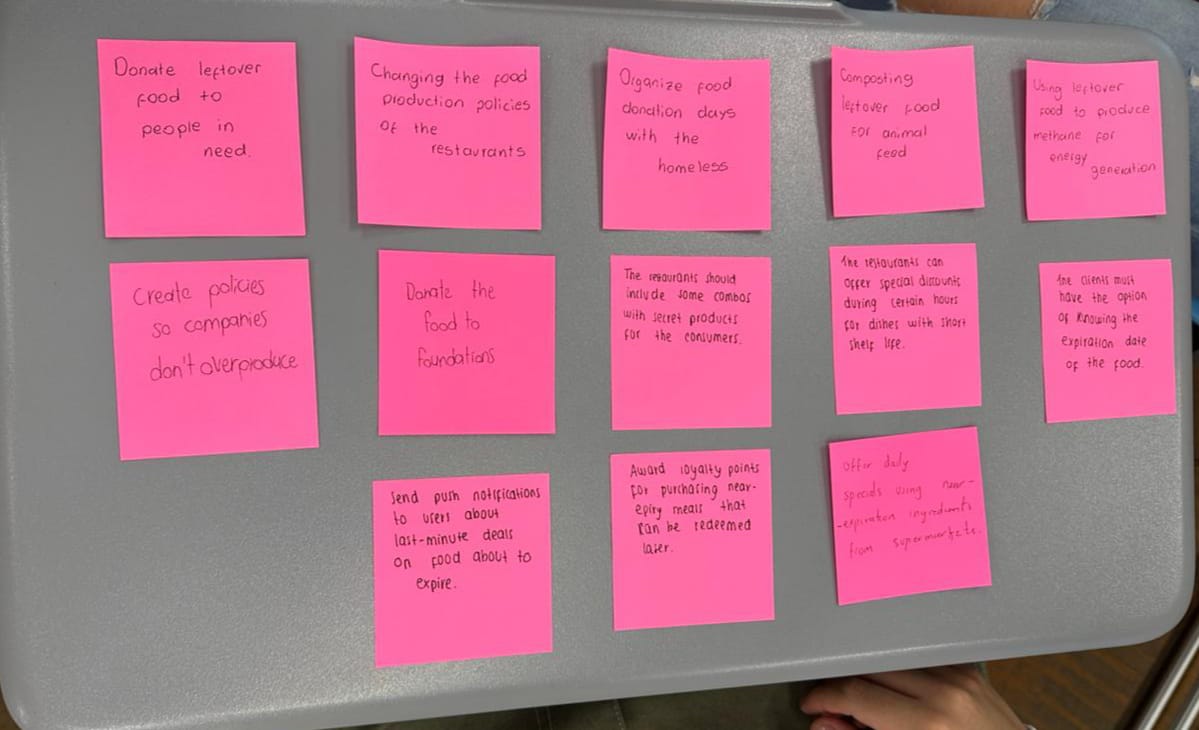 Donate leftover
food to
people in
need.
Changing the food
production policies
of the
restaurants
Organize food
donation days
with the
homeless
Composting
leftover food
for animal
feed
Using leftover
food to produce
methane for
energy
generation
Create policies
so companies
don't overproduce
Donate the
food to
foundations
The resaurants should
include some combos
with secret products
for the consumers.
The restaurants can
offer special discounts
during certain hours
for dishes with short
shelf life.
The clients must
have the option
of knowing the
expiration date
of the food.
Send push notifications
to users about
last-minute deals
on food about to
expire.
Award loyalty points
for purchasing near-
epiry meals that
can be redeemed
later.
Offer daily
specials using near-
-expiration ingredients
from supermarkets.